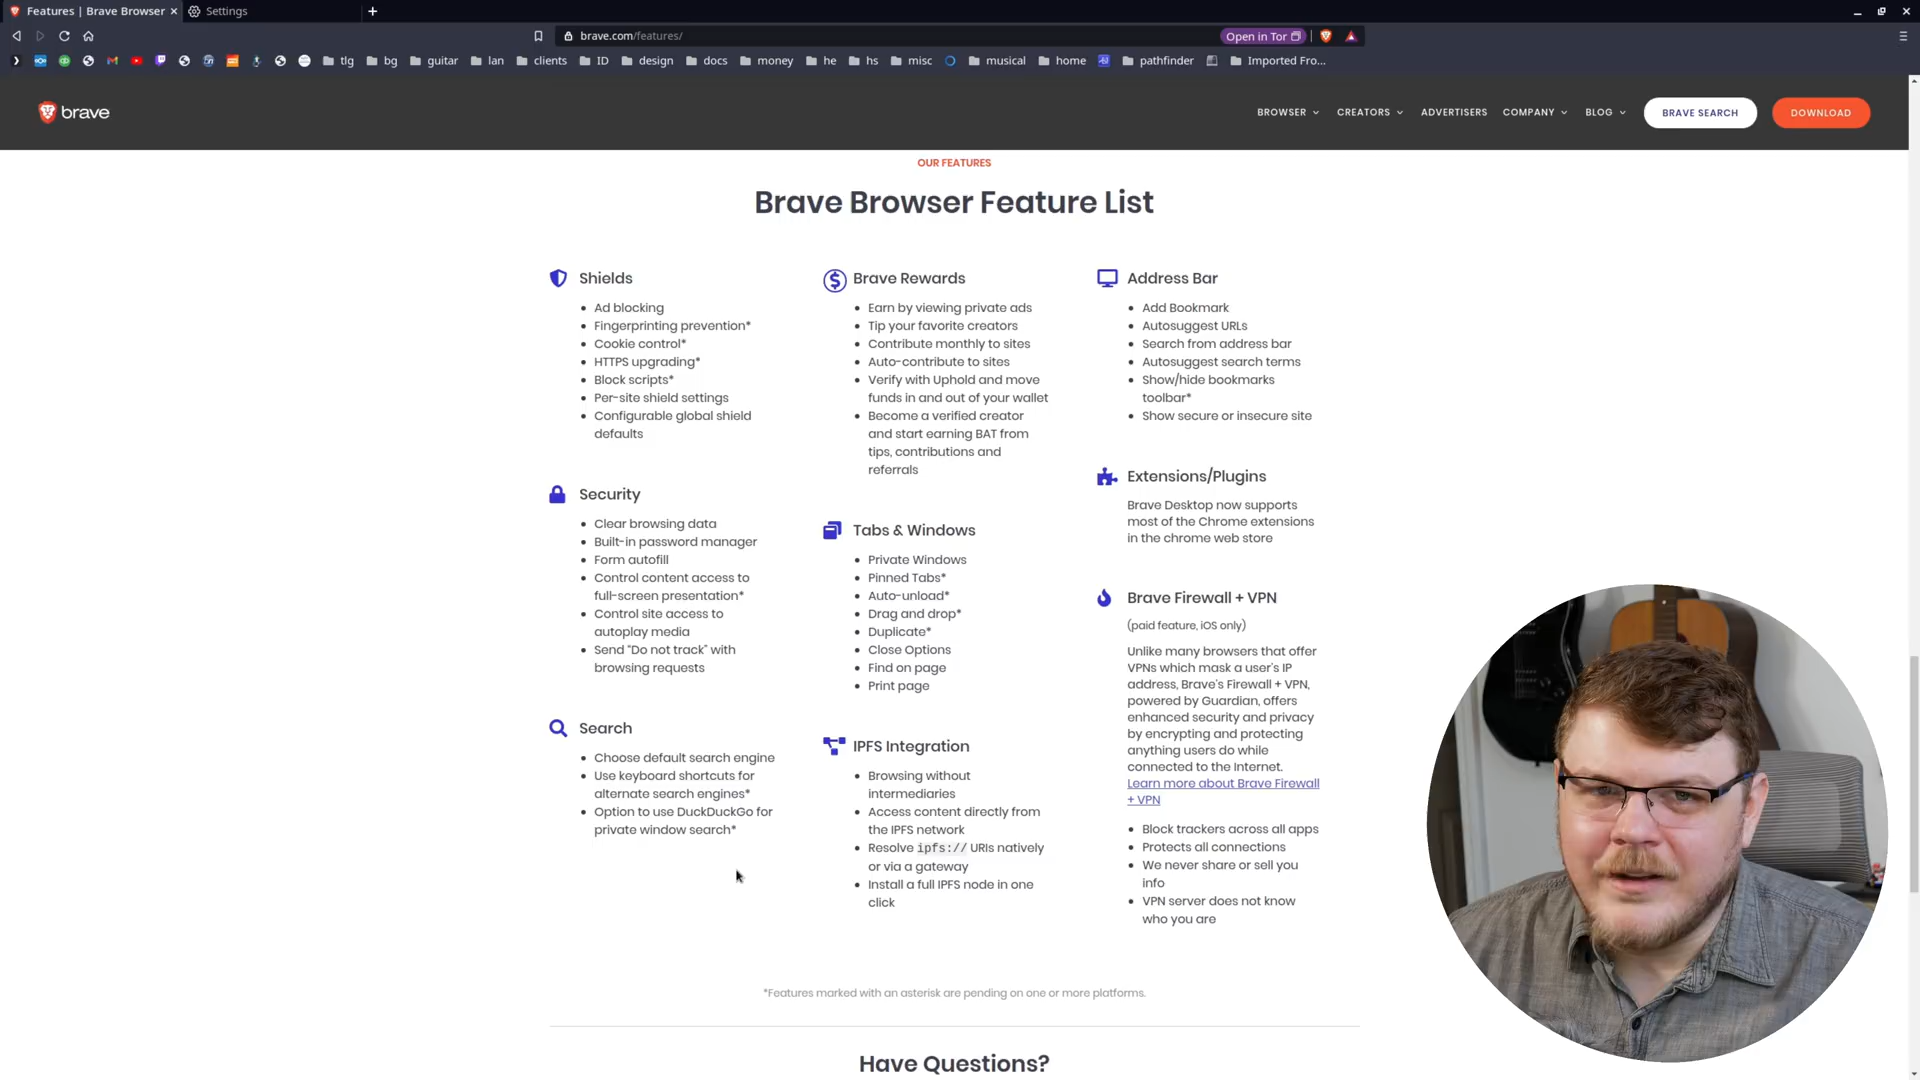 Features | Brave Browser
Settings
brave.com/features/
Open in Tor
tlg
bg
guitar
lan
clients
ID
design
docs
money
he
hs
misc
musical
home
pathfinder
Imported Fro...
brave
BROWSER
CREATORS
ADVERTISERS
COMPANY
BLOG
BRAVE SEARCH
DOWNLOAD
OUR FEATURES
Brave Browser Feature List
Shields
Ad blocking
Fingerprinting prevention*
Cookie control*
HTTPS upgrading*
Block scripts*
Per-site shield settings
Configurable global shield
defaults
Security
Clear browsing data
Built-in password manager
Form autofill
Control content access to
full-screen presentation*
Control site access to
autoplay media
Send "Do not track" with
browsing requests
Search
Choose default search engine
Use keyboard shortcuts for
alternate search engines*
Option to use DuckDuckGo for
private window search*
Brave Rewards
Earn by viewing private ads
Tip your favorite creators
Contribute monthly to sites
Auto-contribute to sites
Verify with Uphold and move
funds in and out of your wallet
Become a verified creator
and start earning BAT from
tips, contributions and
referrals
Tabs & Windows
Private Windows
Pinned Tabs*
Auto-unload*
Drag and drop*
Duplicate*
Close Options
Find on page
Print page
IPFS Integration
Browsing without
intermediaries
Access content directly from
the IPFS network
Resolve ipfs:// URIs natively
or via a gateway
Install a full IPFS node in one
click
Address Bar
Add Bookmark
Autosuggest URLs
Search from address bar
Autosuggest search terms
Show/hide bookmarks
toolbar*
Show secure or insecure site
Extensions/Plugins
Brave Desktop now supports
most of the Chrome extensions
in the chrome web store
Brave Firewall + VPN
(paid feature, iOS only)
Unlike many browsers that offer
VPNs which mask a user's IP
address, Brave's Firewall + VPN,
powered by Guardian, offers
enhanced security and privacy
by encrypting and protecting
anything users do while
connected to the Internet.
Learn more about Brave Firewall
+ VPN
Block trackers across all apps
Protects all connections
We never share or sell you
info
VPN server does not know
who you are
*Features marked with an asterisk are pending on one or more platforms.
Have Questions?